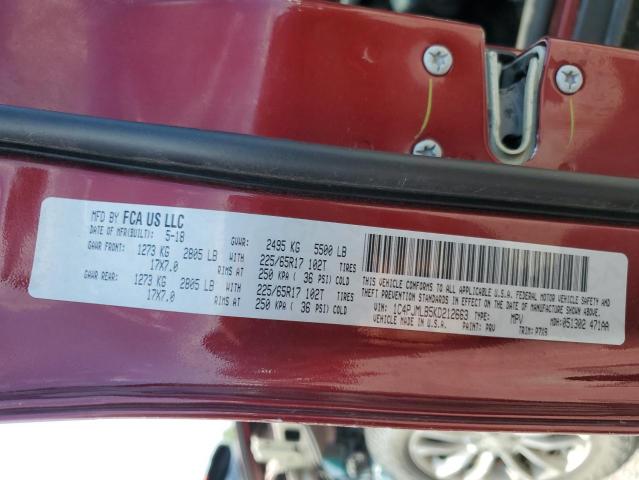 MFD BY FCA US LLC
DATE OF MFR(BUILT): 5-18 GVWR: 2495 KG 5500 LB
GAWR FRONT: 1273 KG 2805 LB WITH 225/65R17 102T TIRES
17X7.0 RIMS AT 250 KPA ( 36 PSI) COLD
GAWR REAR: 1273 KG 2805 LB WITH 225/65R17 102T TIRES
17X7.0 RIMS AT 250 KPA ( 36 PSI) COLD
THIS VEHICLE CONFORMS TO ALL APPLICABLE U.S.A. FEDERAL MOTOR VEHICLE SAFETY AND
THEFT PREVENTION STANDARDS IN EFFECT ON THE DATE OF MANUFACTURE SHOWN ABOVE.
VIN: 1C4PJMLB5KD212663 TYPE: MPV MDH: 051302 471AA
VEHICLE MADE IN U.S.A. PAINT: PRV TRIM: P7X9